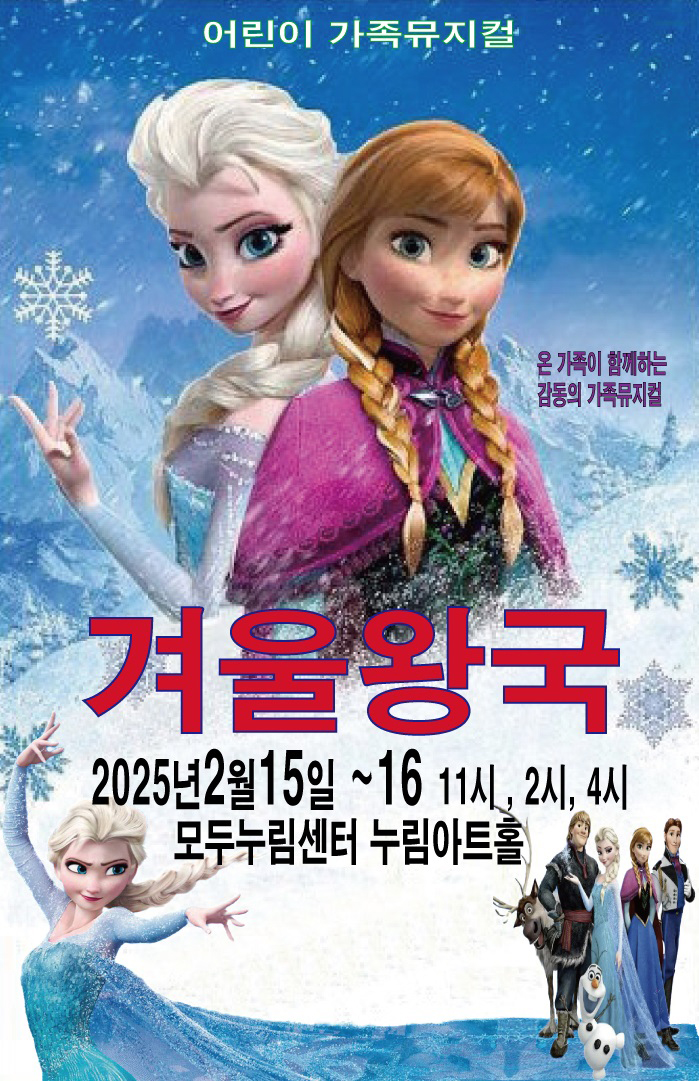 어린이 가족뮤지컬
온 가족이 함께하는
감동의 가족뮤지컬
겨울왕국
2025년2월15일 ~16 11시 , 2시, 4시
모두누림센터 누림아트홀